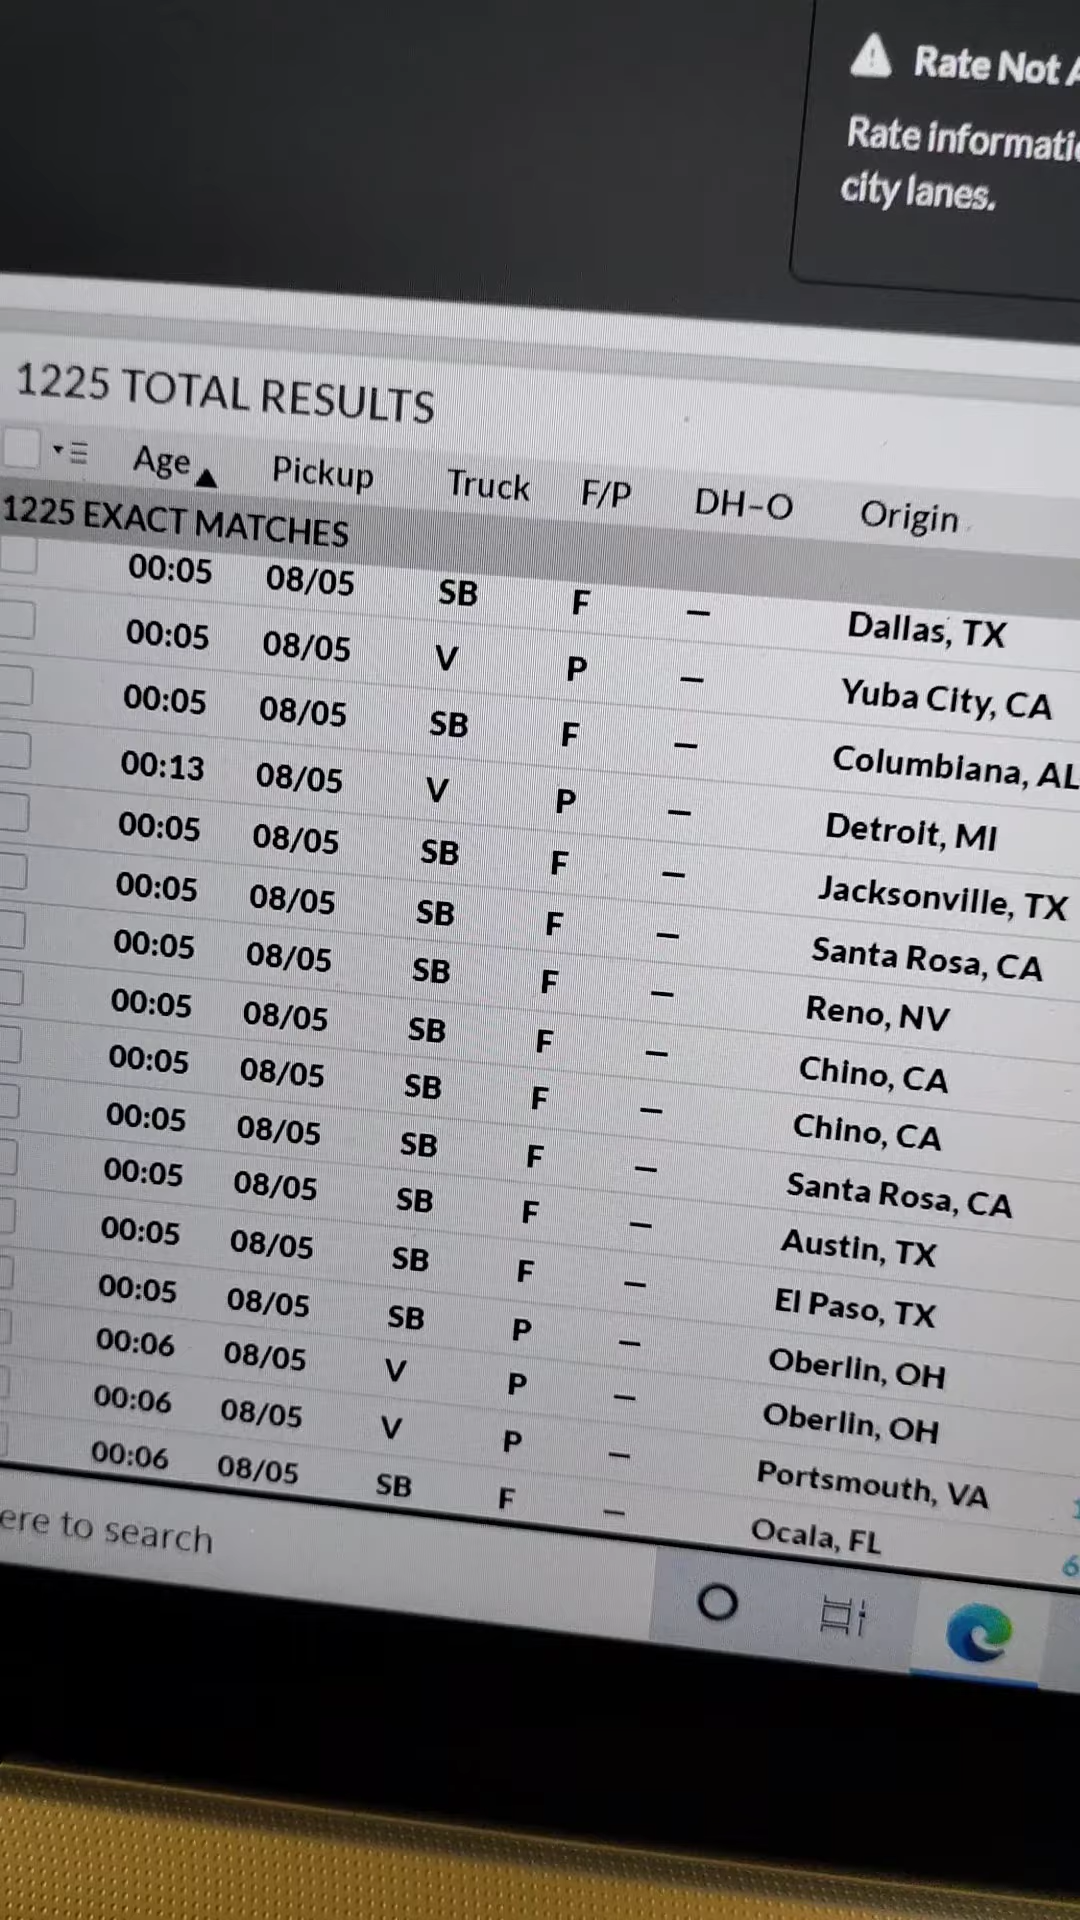 Rate Not
Rate
city lanes.
1225 TOTAL RESULTS
Age ▲ Pickup Truck F/P DH-O Origin
1225 EXACT MATCHES
00:05 08/05 SB F – Dallas, TX
00:05 08/05 V P – Yuba City, CA
00:05 08/05 SB F – Columbiana, AL
00:13 08/05 V P – Detroit, MI
00:05 08/05 SB F – Jacksonville, TX
00:05 08/05 SB F – Santa Rosa, CA
00:05 08/05 SB F – Reno, NV
00:05 08/05 SB F – Chino, CA
00:05 08/05 SB F – Chino, CA
00:05 08/05 SB F – Santa Rosa, CA
00:05 08/05 SB F – Austin, TX
00:05 08/05 SB F – El Paso, TX
00:05 08/05 SB P – Oberlin, OH
00:06 08/05 V P – Oberlin, OH
00:06 08/05 V P – Portsmouth, VA
00:06 08/05 SB F – Ocala, FL
ere to search